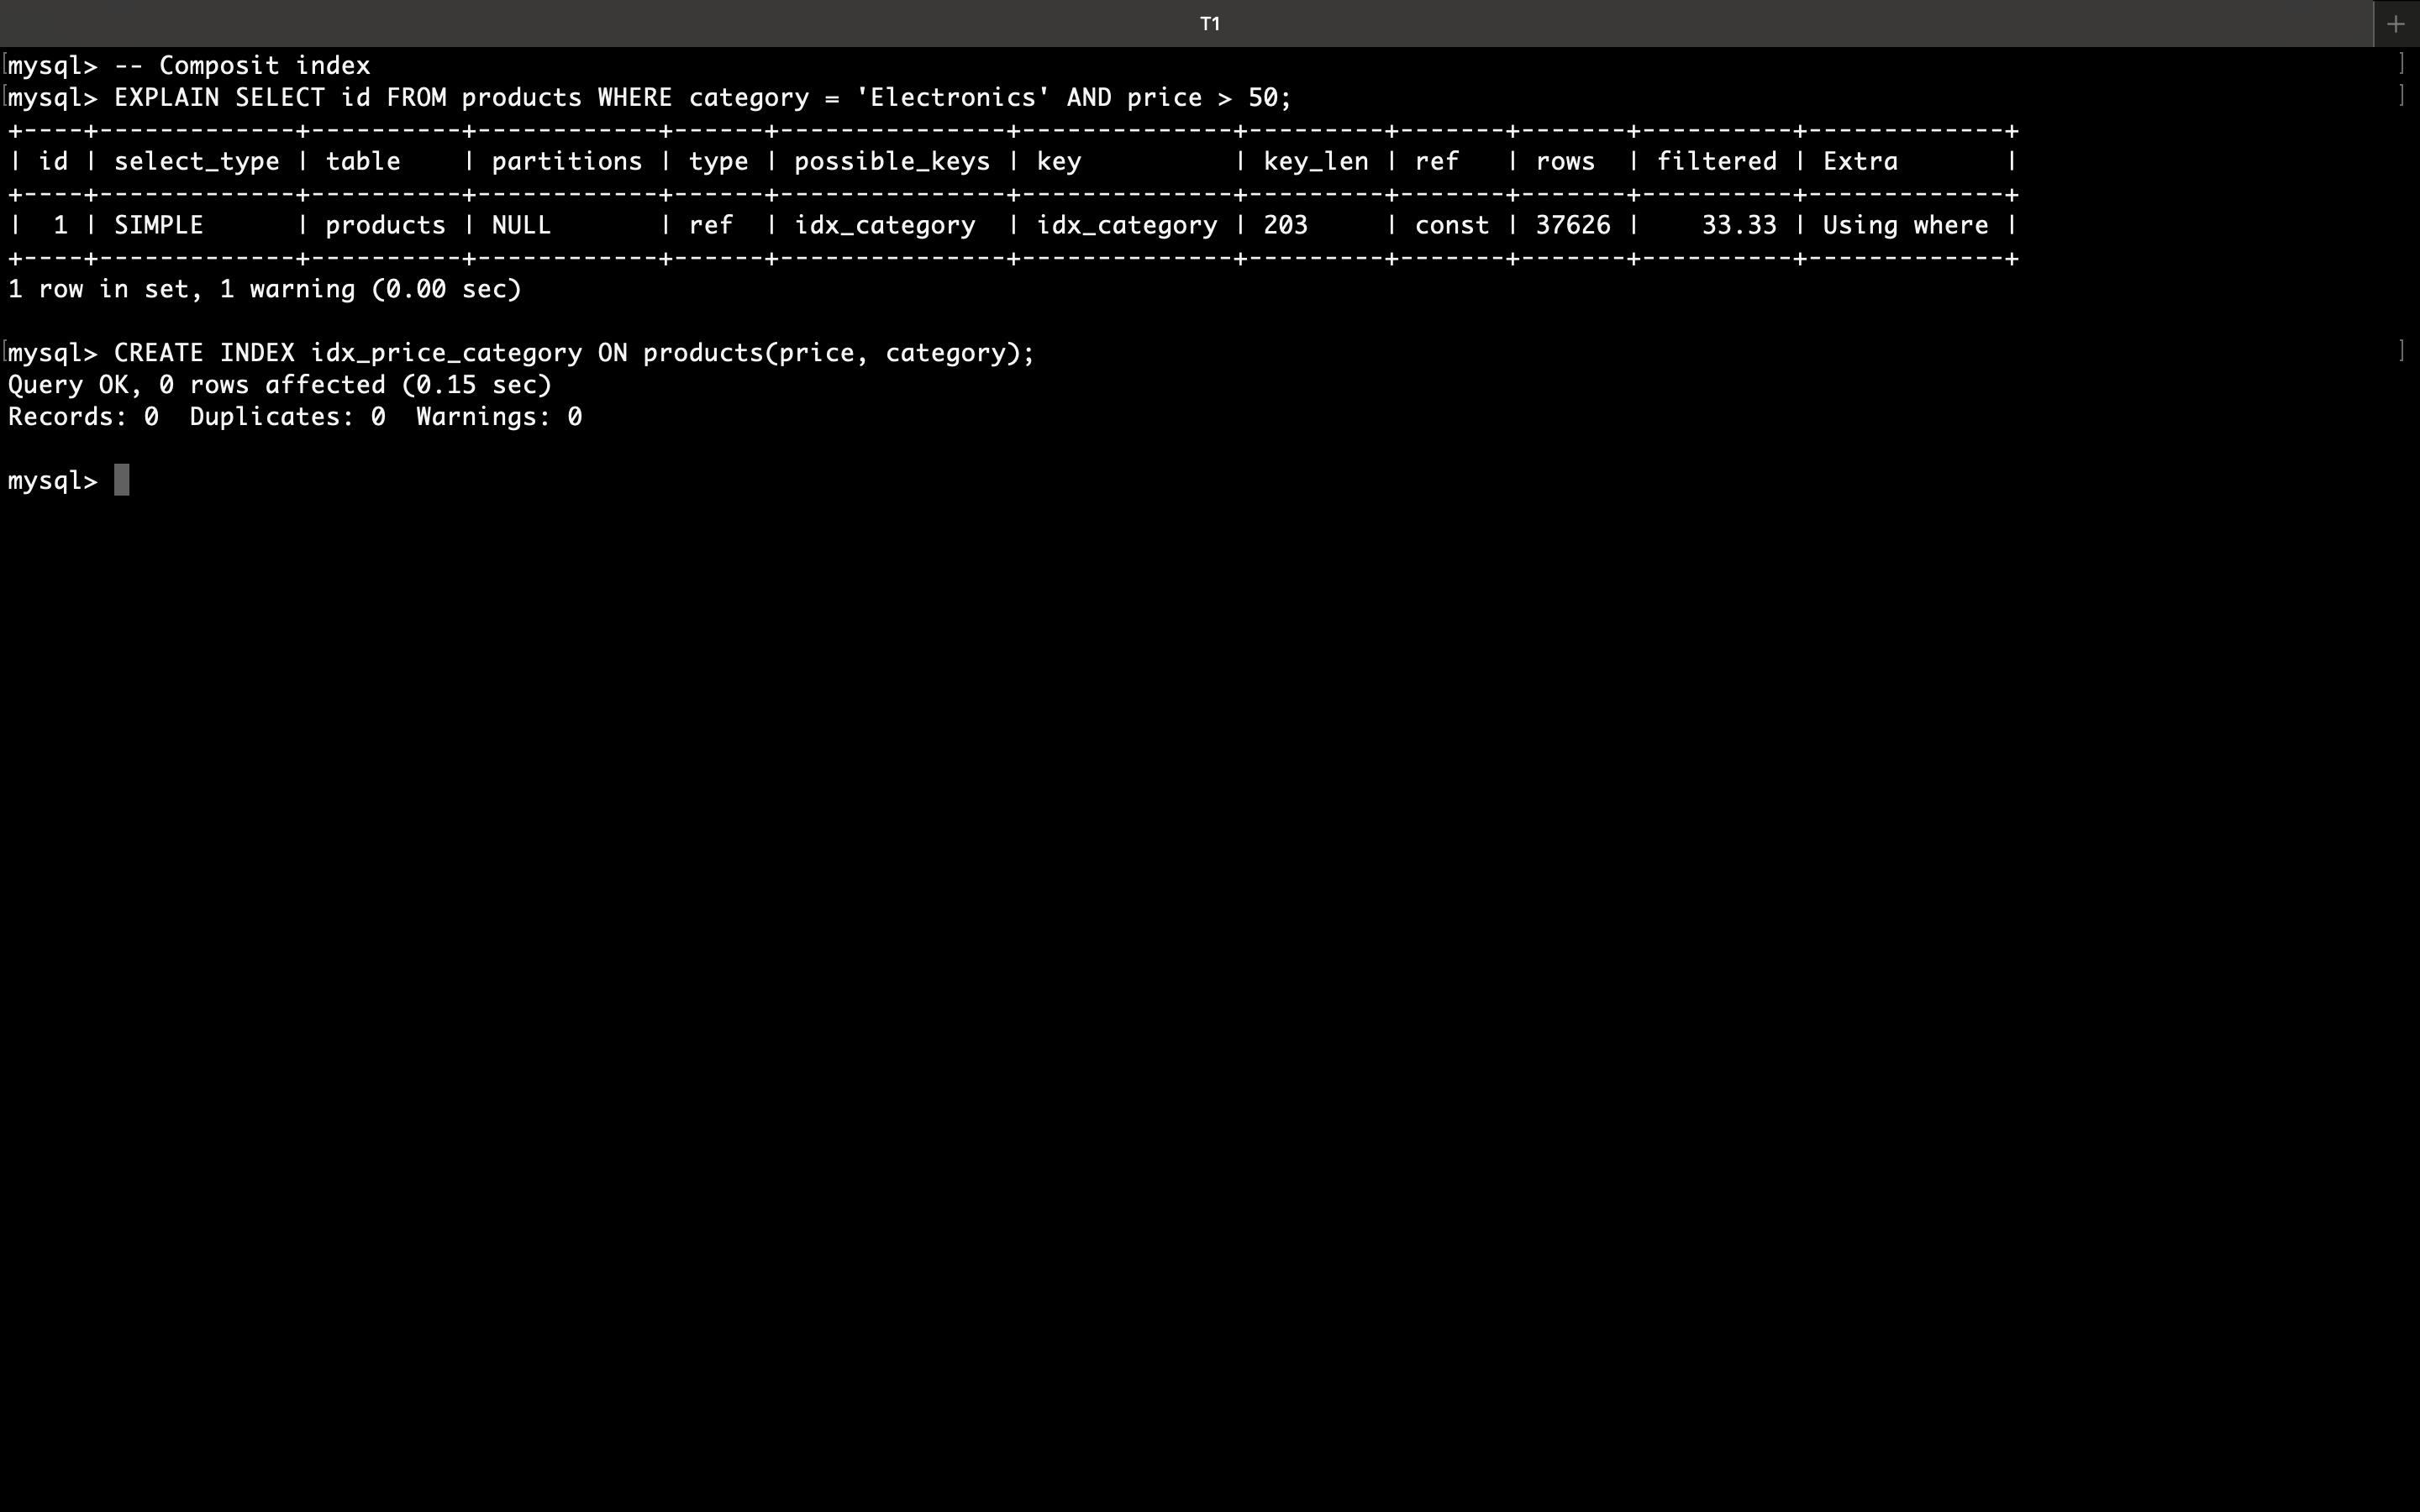 T1
+
mysql> -- Composit index
mysql> EXPLAIN SELECT id FROM products WHERE category = 'Electronics' AND price > 50;
+----+-------------+----------+------------+------+---------------+--------------+---------+-------+-------+----------+-------------+
| id | select_type | table    | partitions | type | possible_keys | key          | key_len | ref   | rows  | filtered | Extra       |
+----+-------------+----------+------------+------+---------------+--------------+---------+-------+-------+----------+-------------+
|  1 | SIMPLE      | products | NULL       | ref  | idx_category  | idx_category | 203     | const | 37626 |    33.33 | Using where |
+----+-------------+----------+------------+------+---------------+--------------+---------+-------+-------+----------+-------------+
1 row in set, 1 warning (0.00 sec)
mysql> CREATE INDEX idx_price_category ON products(price, category);
Query OK, 0 rows affected (0.15 sec)
Records: 0  Duplicates: 0  Warnings: 0
mysql>